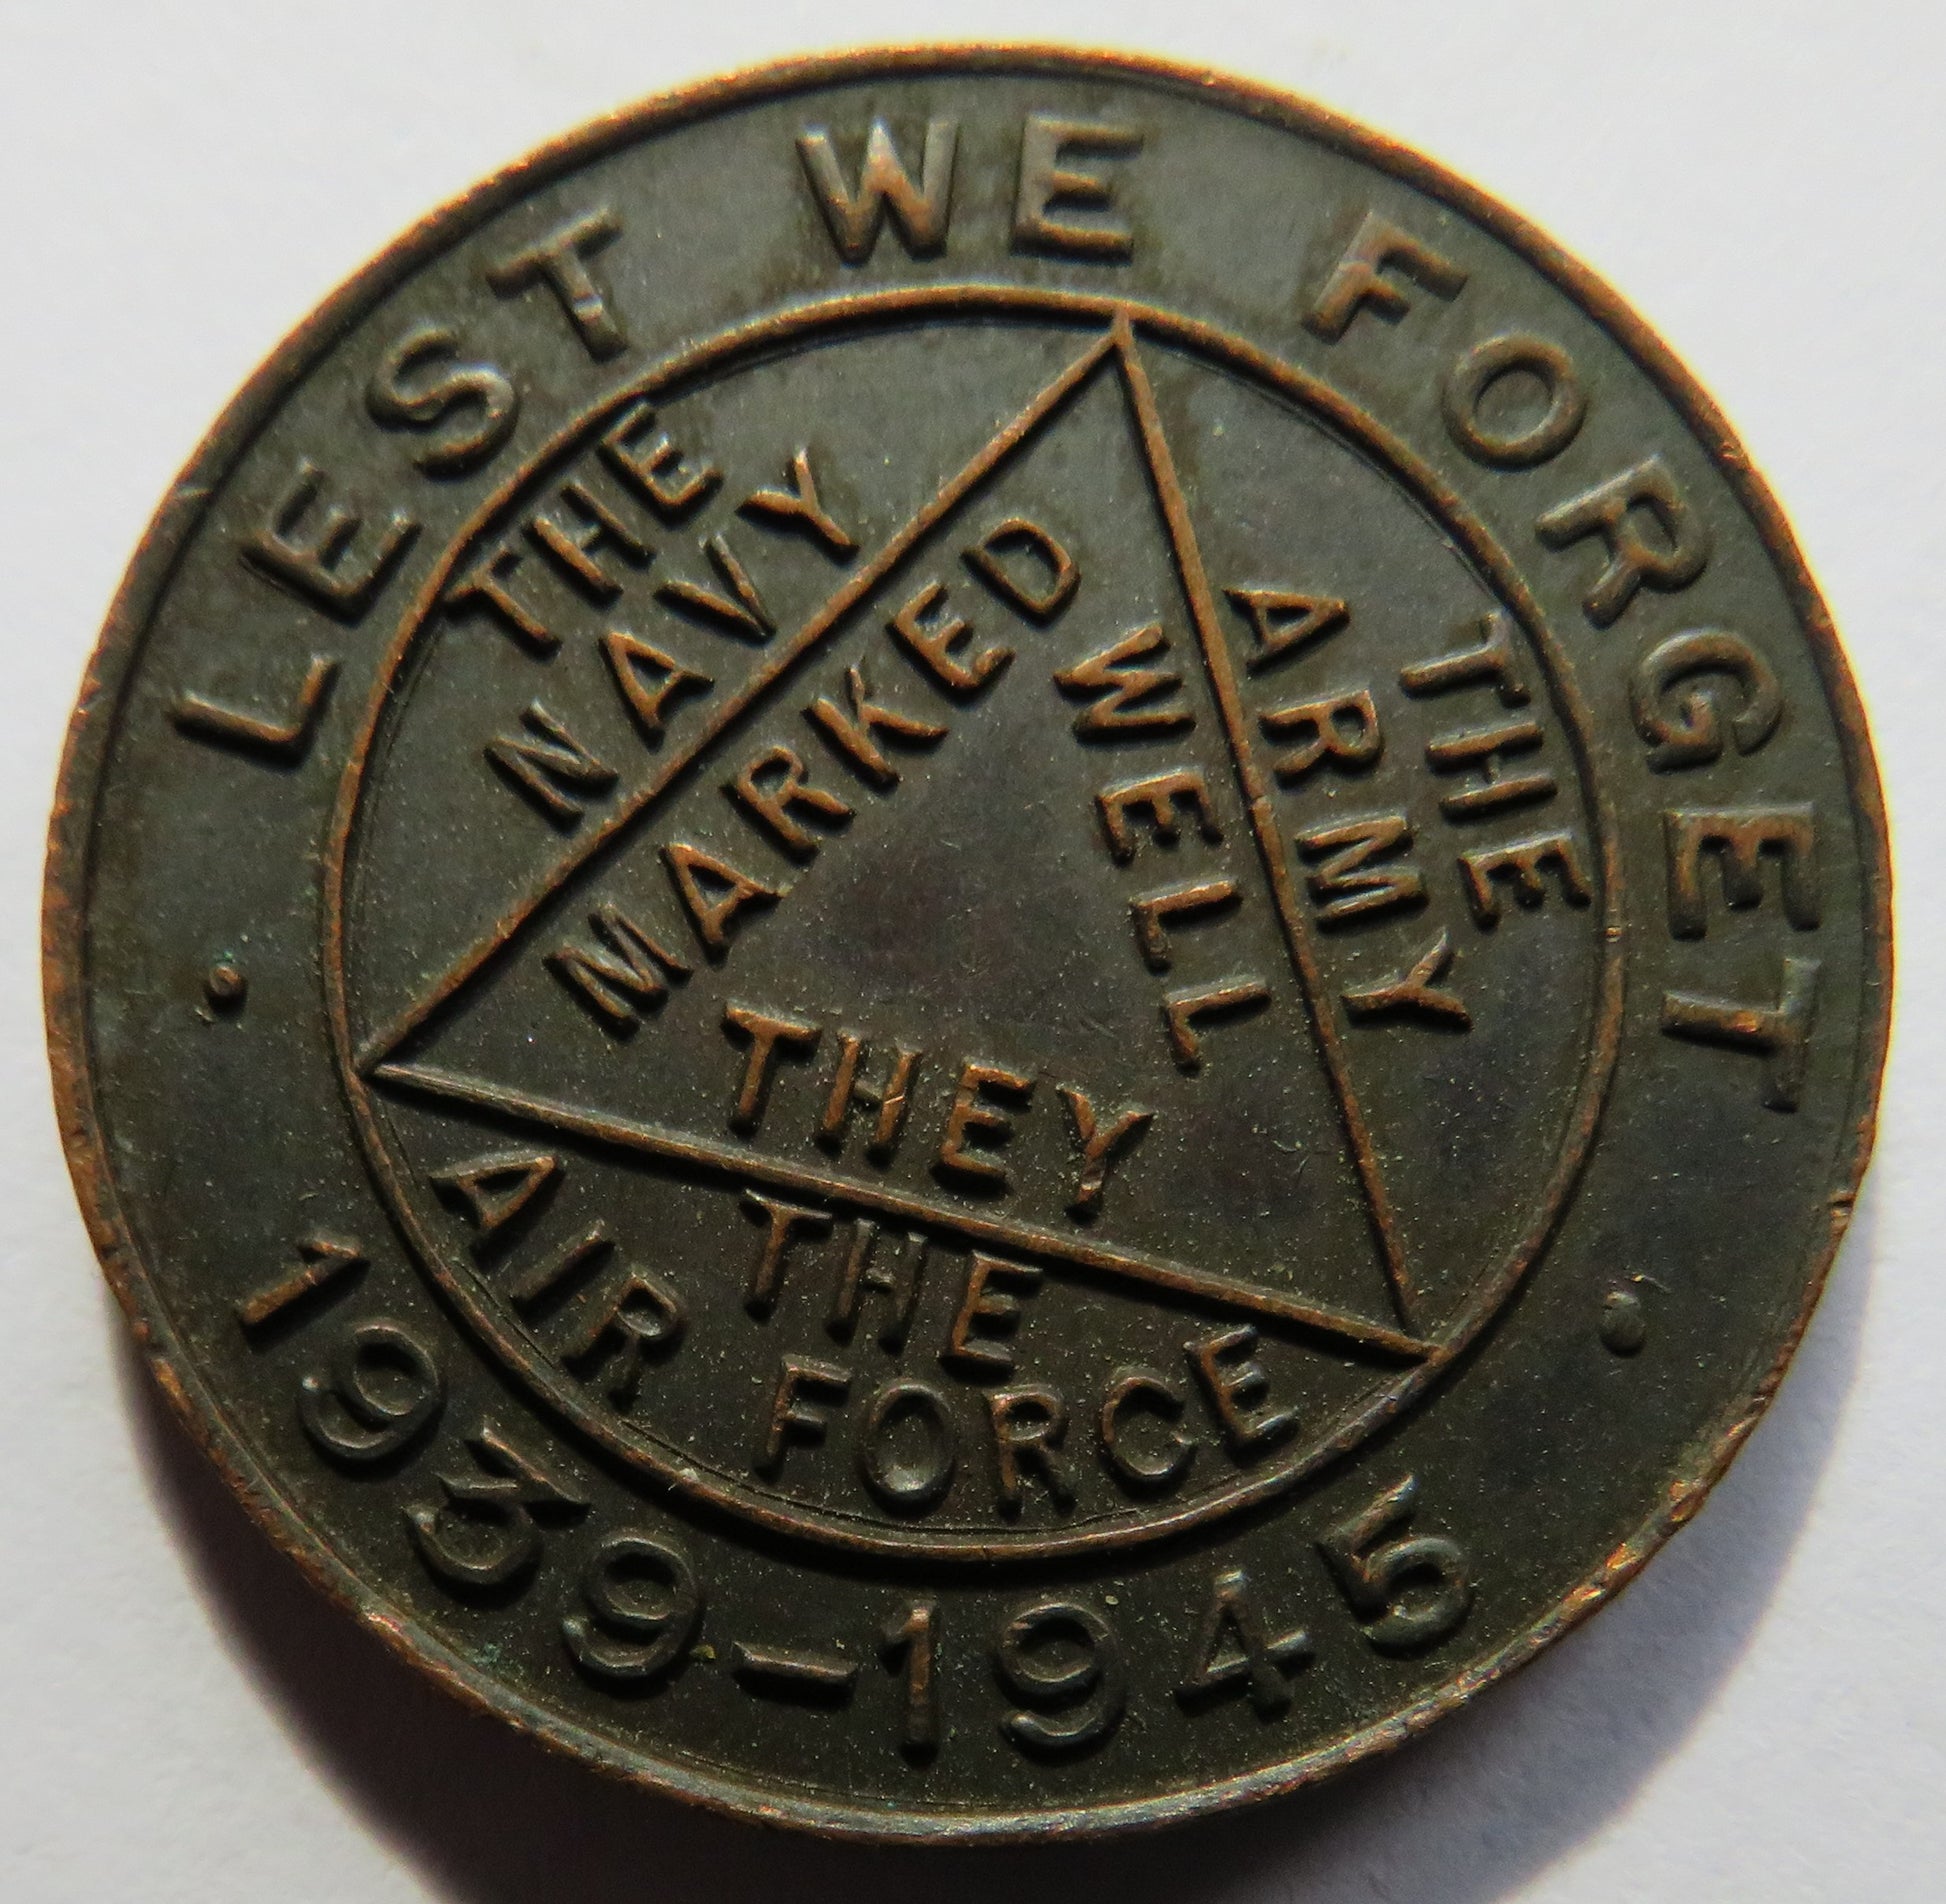 LEST WE FORGET
THE
NAVY
THE
ARMY
MARKED
WELL
THEY
THE
AIR FORCE
1939-1945